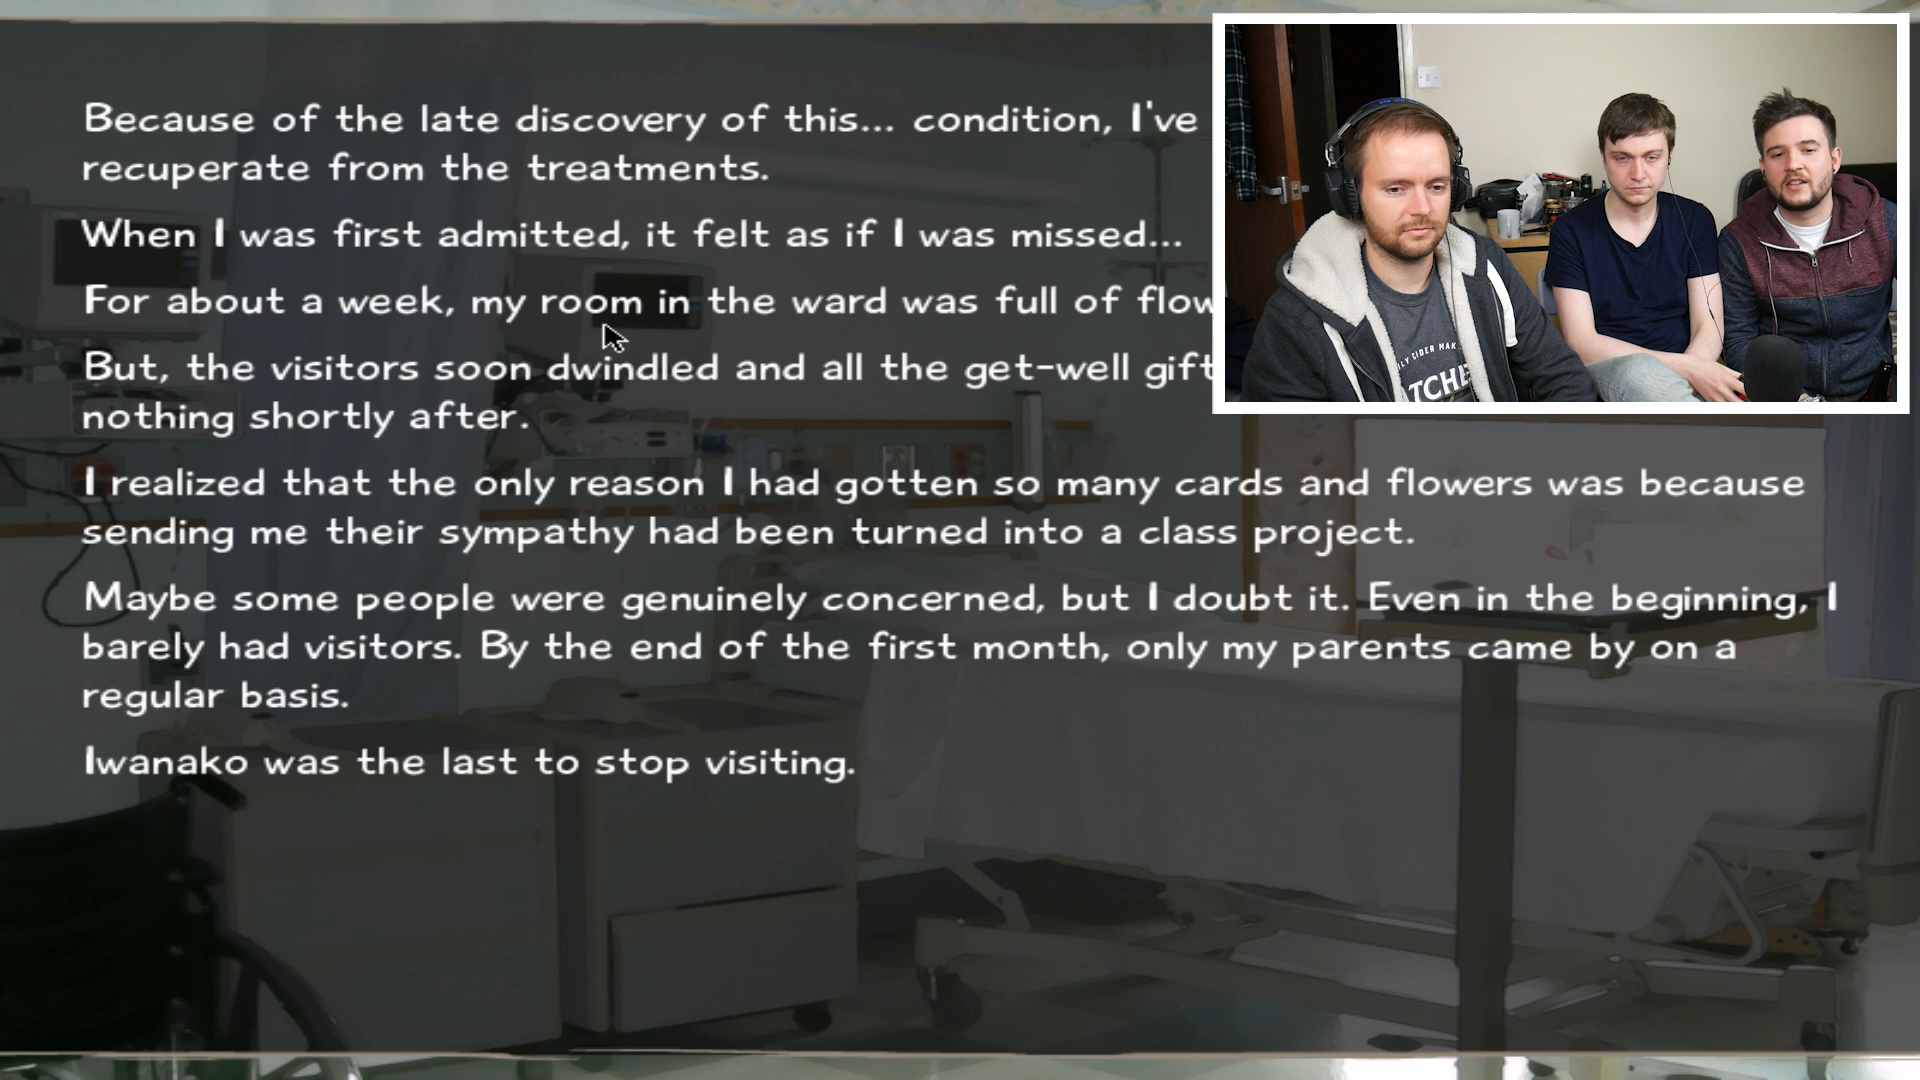 Because of the late discovery of this... condition, I've
recuperate from the treatments.
When I was first admitted, it felt as if I was missed...
For about a week, my room in the ward was full of flow
But, the visitors soon dwindled and all the get-well gift
nothing shortly after.
I realized that the only reason I had gotten so many cards and flowers was because
sending me their sympathy had been turned into a class project.
Maybe some people were genuinely concerned, but I doubt it. Even in the beginning, I
barely had visitors. By the end of the first month, only my parents came by on a
regular basis.
Iwanako was the last to stop visiting.
LY CIDER MAK
ATCHE